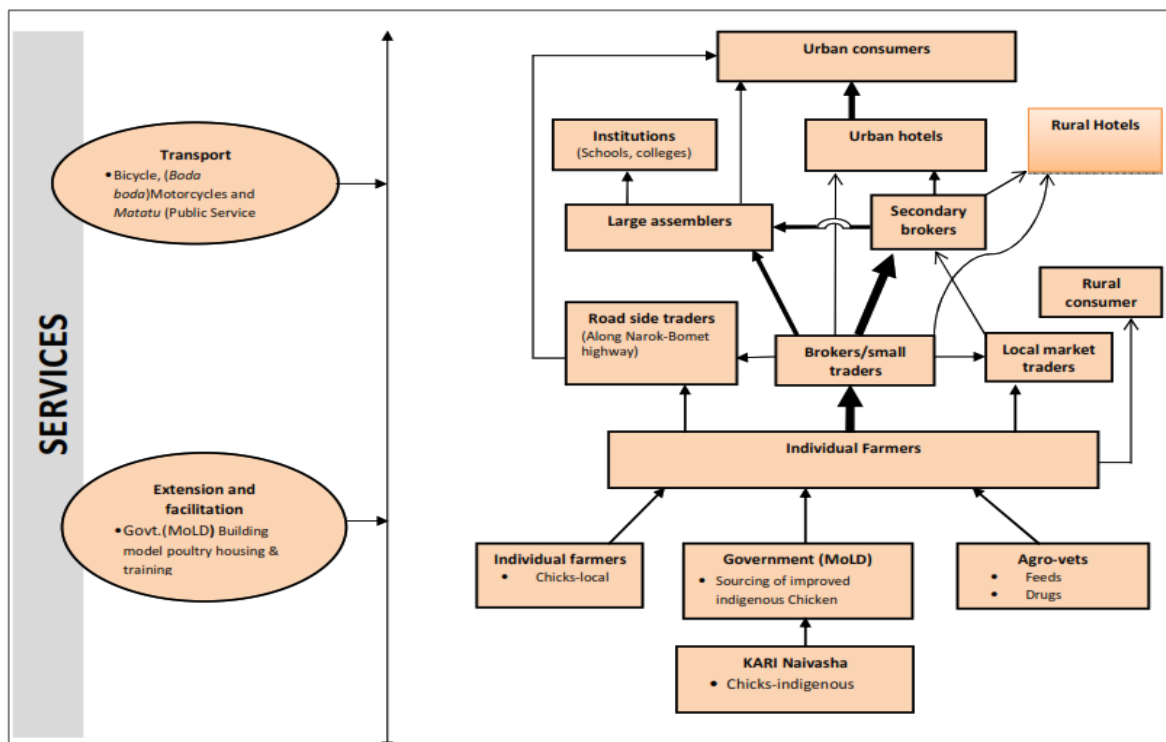 SERVICES
Transport
•Bicycle, (Boda
boda)Motorcycles and
Matatu (Public Service
Extension and
facilitation
•Govt.(MoLD) Building
model poultry housing &
training
Urban consumers
Institutions
(Schools, colleges)
Urban hotels
Rural Hotels
Large assemblers
Secondary
brokers
Rural
consumer
Road side traders
(Along Narok-Bomet
highway)
Brokers/small
traders
Local market
traders
Individual Farmers
Individual farmers
• Chicks-local
Government (MoLD)
• Sourcing of improved
indigenous Chicken
Agro-vets
• Feeds
• Drugs
KARI Naivasha
• Chicks-indigenous